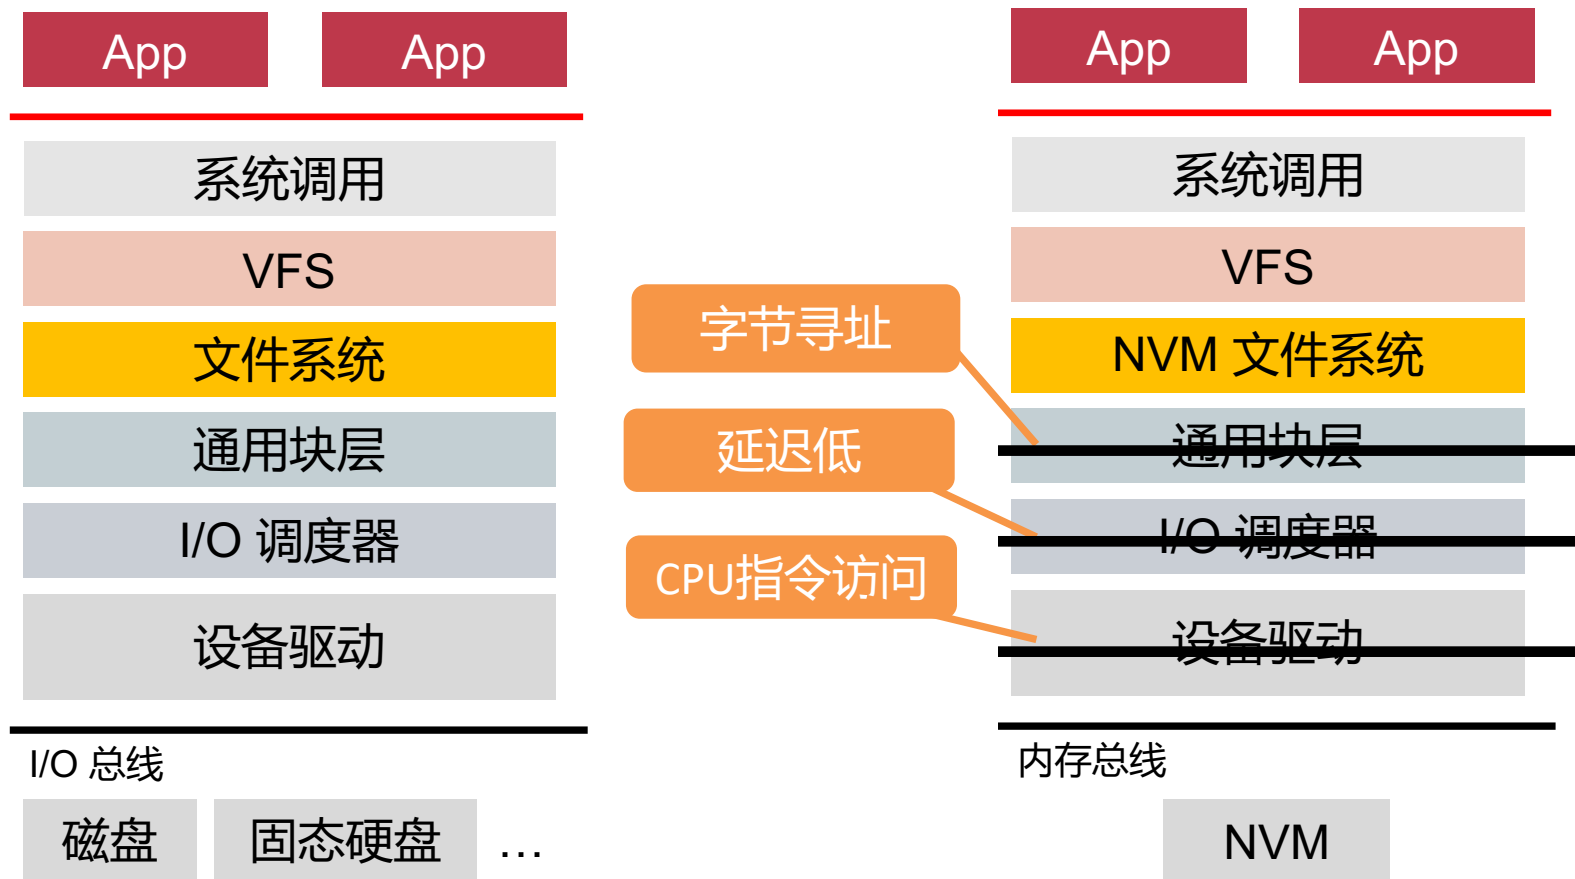 App
App
系统调用
VFS
文件系统
通用块层
I/O 调度器
设备驱动
I/O 总线
磁盘
固态硬盘
…
字节寻址
延迟低
CPU指令访问
App
App
系统调用
VFS
NVM 文件系统
通用块层
I/O 调度器
设备驱动
内存总线
NVM